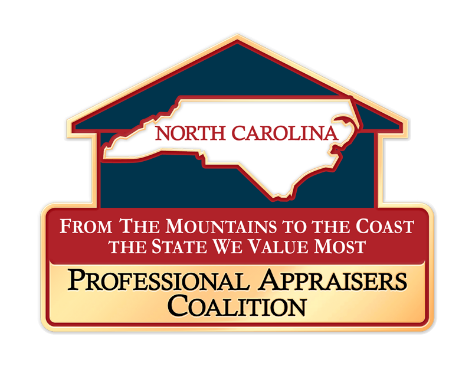 NORTH CAROLINA
FROM THE MOUNTAINS TO THE COAST
THE STATE WE VALUE MOST
PROFESSIONAL APPRAISERS
COALITION